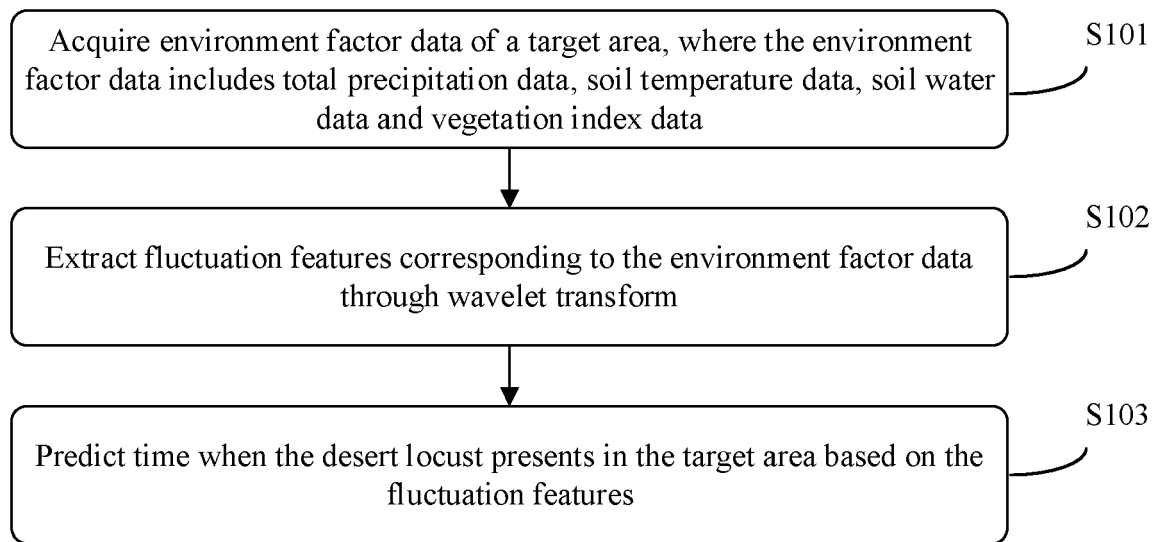 Acquire environment factor data of a target area, where the environment
factor data includes total precipitation data, soil temperature data, soil water
data and vegetation index data
S101
Extract fluctuation features corresponding to the environment factor data
through wavelet transform
S102
Predict time when the desert locust presents in the target area based on the
fluctuation features
S103